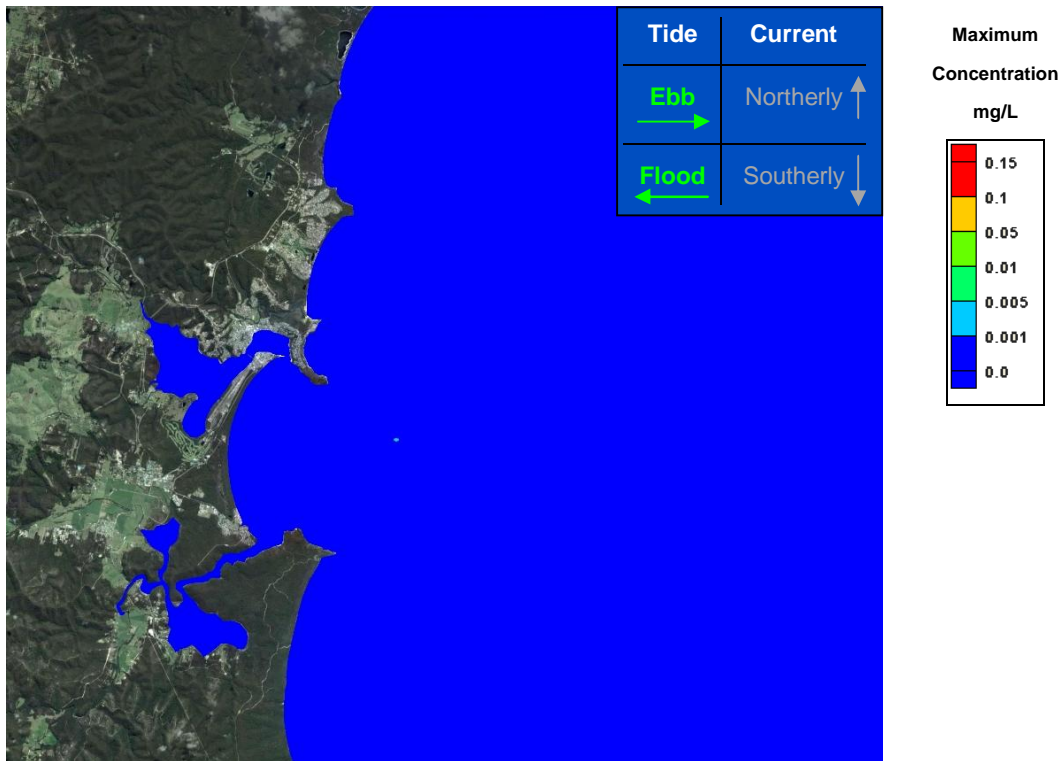 Tide Current
Ebb Northerly
Flood Southerly
Maximum
Concentration
mg/L
0.15
0.1
0.05
0.01
0.005
0.001
0.0